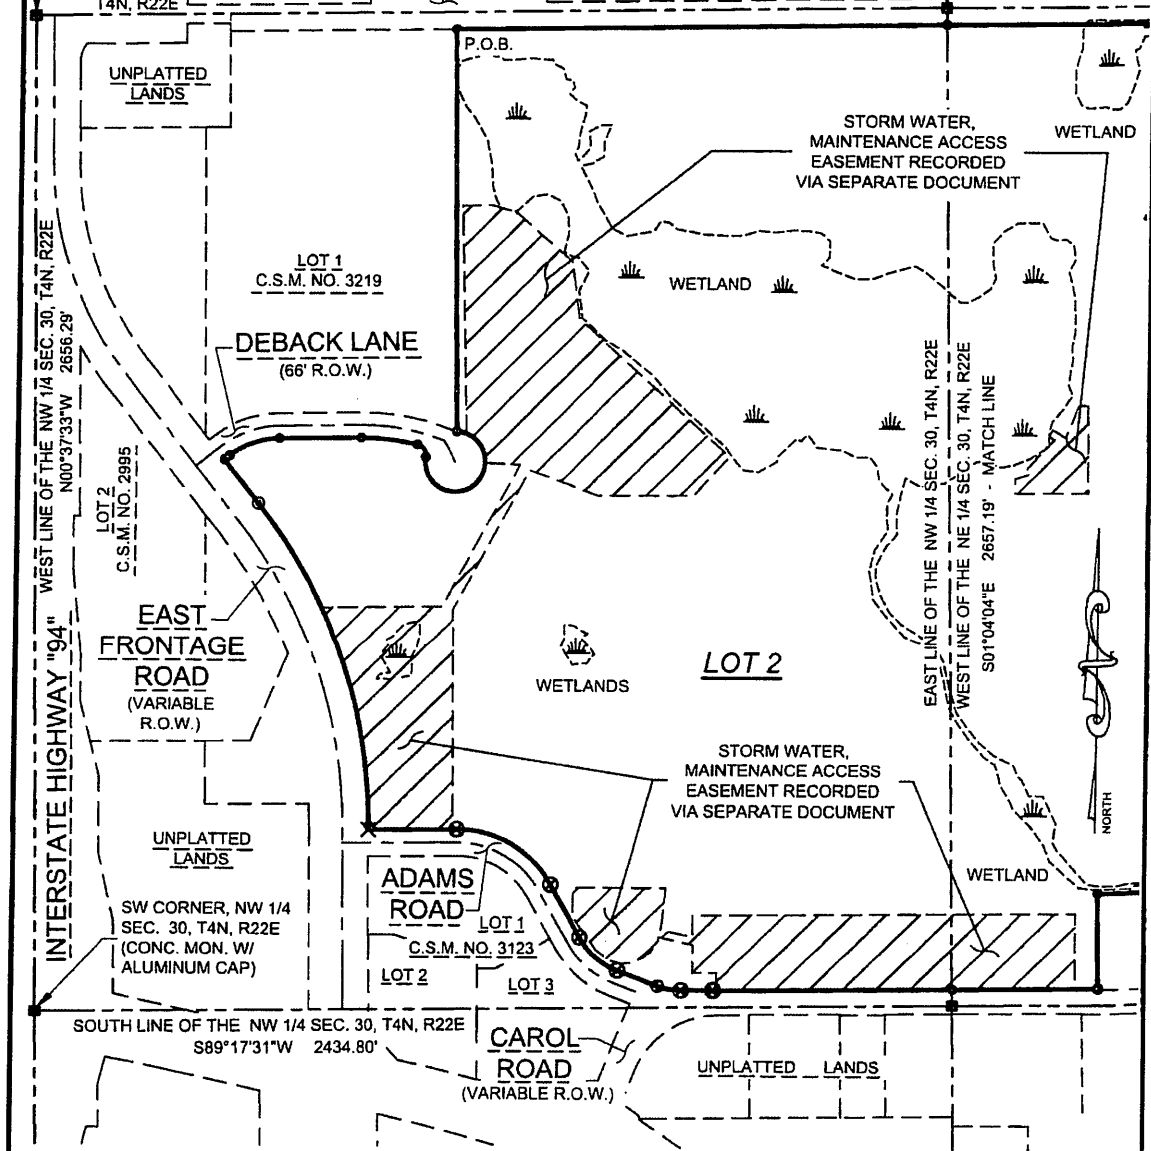 T4N, R22E
P.O.B.
UNPLATTED
LANDS
STORM WATER,
MAINTENANCE ACCESS
EASEMENT RECORDED
VIA SEPARATE DOCUMENT
WETLAND
LOT 1
C.S.M. NO. 3219
WETLAND
DEBACK LANE
(66' R.O.W.)
WEST LINE OF THE NW 1/4 SEC. 30, T4N, R22E
N00°37'33"W 2656.29'
LOT 2
C.S.M. NO. 2995
EAST LINE OF THE NW 1/4 SEC. 30, T4N, R22E
WEST LINE OF THE NE 1/4 SEC. 30, T4N, R22E
S01°04'04"E 2657.19' - MATCH LINE
EAST
FRONTAGE
ROAD
(VARIABLE
R.O.W.)
INTERSTATE HIGHWAY "94"
WETLANDS
LOT 2
STORM WATER,
MAINTENANCE ACCESS
EASEMENT RECORDED
VIA SEPARATE DOCUMENT
NORTH
UNPLATTED
LANDS
WETLAND
ADAMS
ROAD
SW CORNER, NW 1/4
SEC. 30, T4N, R22E
(CONC. MON. W/
ALUMINUM CAP)
LOT 1
C.S.M. NO. 3123
LOT 2
LOT 3
SOUTH LINE OF THE NW 1/4 SEC. 30, T4N, R22E
S89°17'31"W 2434.80'
CAROL
ROAD
(VARIABLE R.O.W.)
UNPLATTED LANDS